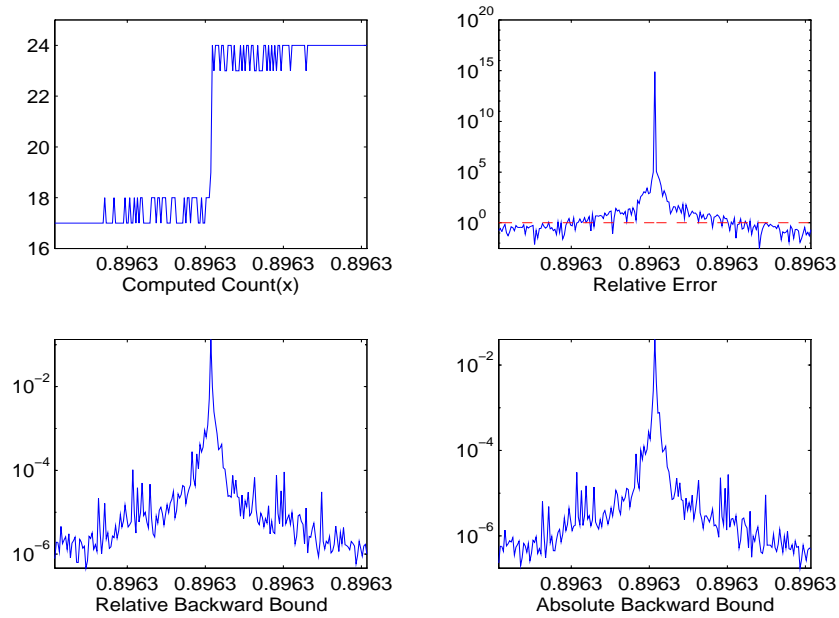 24
22
20
18
16
0.8963 0.8963 0.8963 0.8963
Computed Count(x)
10^20
10^15
10^10
10^5
10^0
0.8963 0.8963 0.8963 0.8963
Relative Error
10^−2
10^−4
10^−6
0.8963 0.8963 0.8963 0.8963
Relative Backward Bound
10^−2
10^−4
10^−6
0.8963 0.8963 0.8963 0.8963
Absolute Backward Bound